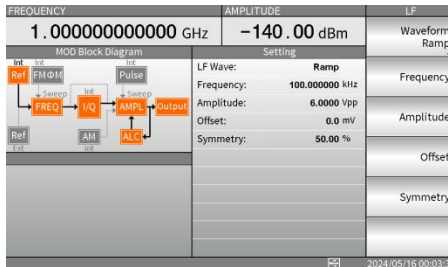 FREQUENCY
AMPLITUDE
LF
1.000000000000 GHz
-140.00 dBm
Waveform
Ramp
MOD Block Diagram
Setting
Int
Int
Int
Ref
FMΦM
Pulse
Sweep
Int
Sweep
FREQ
I/Q
AMPL
Output
Ref
AM
ALC
Ext
Int
LF Wave: Ramp
Frequency: 100.000000 kHz
Amplitude: 6.0000 Vpp
Offset: 0.0 mV
Symmetry: 50.00 %
Frequency
Amplitude
Offset
Symmetry
2024/05/16 00:03: